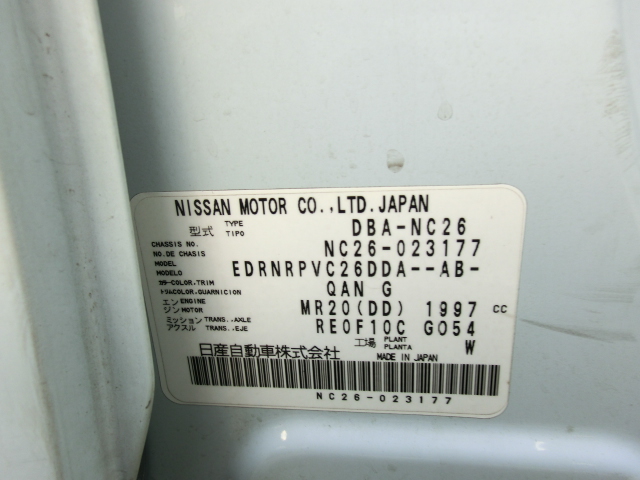 NISSAN MOTOR CO.,LTD.JAPAN
型式 TYPE TIPO DBA-NC26
CHASSIS NO. NO.DE CHASIS NC26-023177
MODEL MODELO EDRNRPVC26DDA--AB-
カラー COLOR,TRIM トリム COLOR,GUARNICION QAN G
エンジン ENGINE MOTOR MR20(DD) 1997 CC
ミッション TRANS.,AXLE アクスル TRANS.,EJE RE0F10C G054
工場 PLANT PLANTA W
日産自動車株式会社 MADE IN JAPAN
NC26-023177